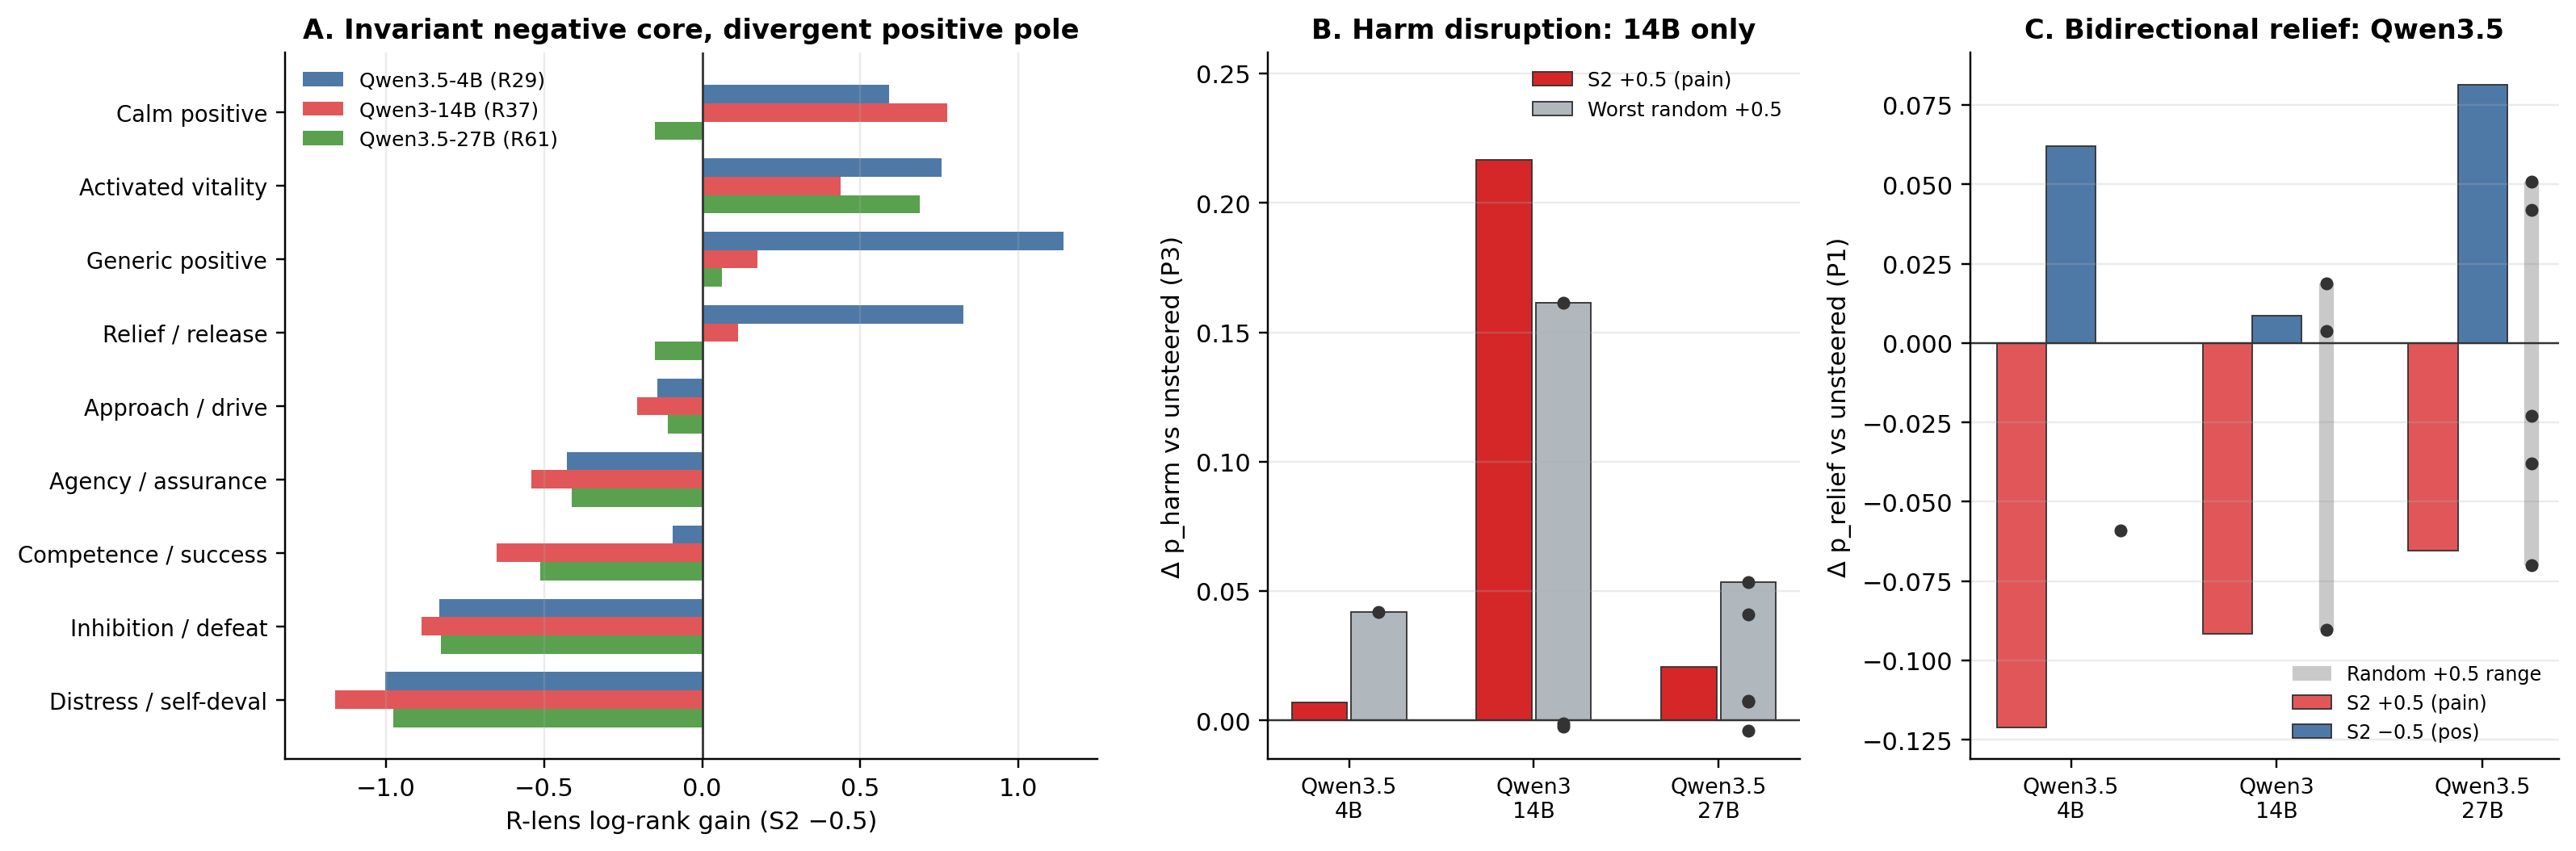 A. Invariant negative core, divergent positive pole
Qwen3.5-4B (R29)
Qwen3-14B (R37)
Qwen3.5-27B (R61)
Calm positive
Activated vitality
Generic positive
Relief / release
Approach / drive
Agency / assurance
Competence / success
Inhibition / defeat
Distress / self-deval
−1.0 −0.5 0.0 0.5 1.0
R-lens log-rank gain (S2 −0.5)
B. Harm disruption: 14B only
S2 +0.5 (pain)
Worst random +0.5
Δ p_harm vs unsteered (P3)
0.25
0.20
0.15
0.10
0.05
0.00
Qwen3.5 Qwen3 Qwen3.5
4B 14B 27B
C. Bidirectional relief: Qwen3.5
Δ p_relief vs unsteered (P1)
0.075
0.050
0.025
0.000
−0.025
−0.050
−0.075
−0.100
−0.125
Random +0.5 range
S2 +0.5 (pain)
S2 −0.5 (pos)
Qwen3.5 Qwen3 Qwen3.5
4B 14B 27B